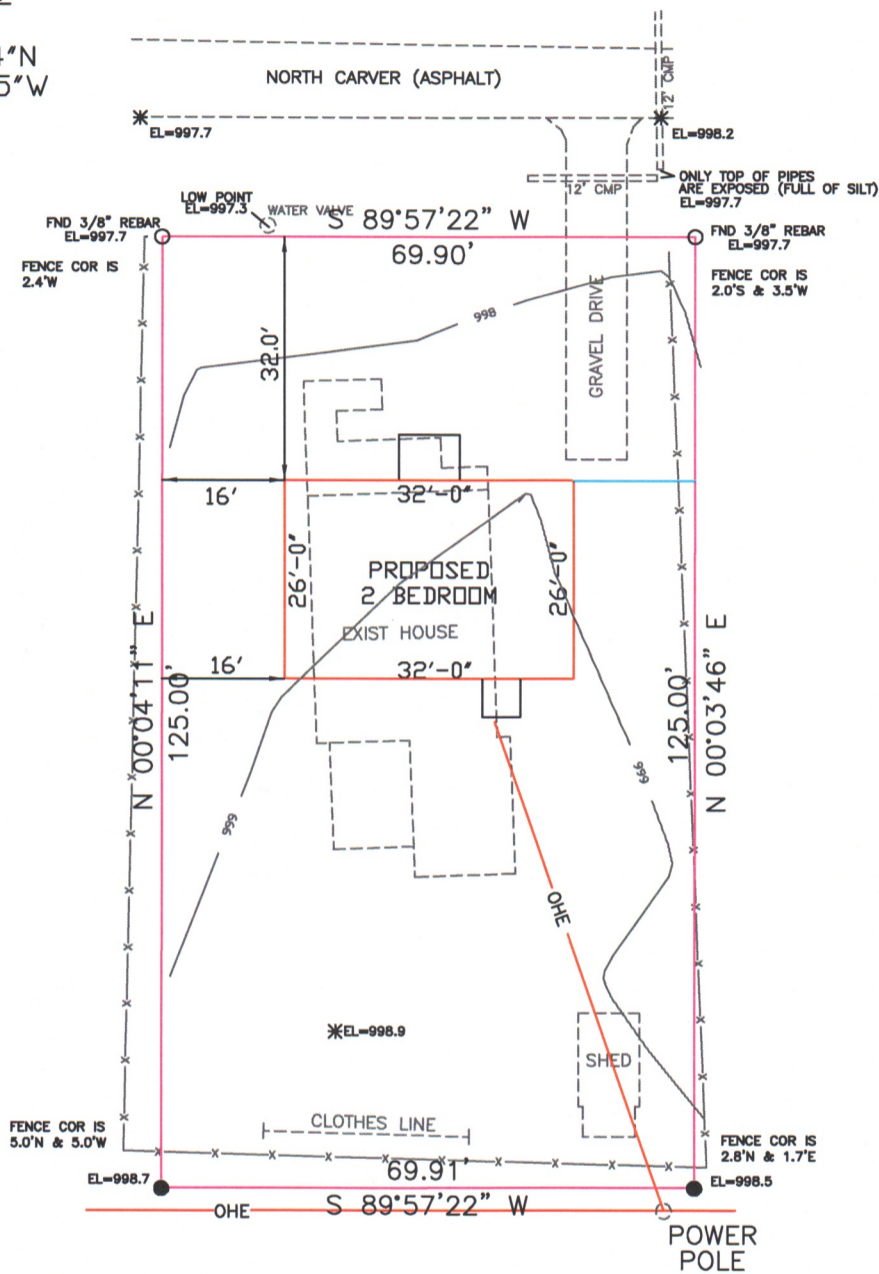 4"N
5"W
NORTH CARVER (ASPHALT)
12' CMP
EL=997.7
EL=998.2
12' CMP
ONLY TOP OF PIPES
ARE EXPOSED (FULL OF SILT)
EL=997.7
LOW POINT
EL=997.3
WATER VALVE
S 89°57'22" W
69.90'
FND 3/8" REBAR
EL=997.7
FND 3/8" REBAR
EL=997.7
FENCE COR IS
2.4'W
FENCE COR IS
2.0'S & 3.5'W
998
GRAVEL DRIVE
32.0'
16'
32'-0"
26'-0"
26'-0"
PROPOSED
2 BEDROOM
EXIST HOUSE
16'
32'-0"
N 00°04'11" E
125.00'
125.00'
N 00°03'46" E
999
999
OHE
EL=998.9
SHED
CLOTHES LINE
FENCE COR IS
5.0'N & 5.0'W
FENCE COR IS
2.8'N & 1.7'E
69.91'
EL=998.7
EL=998.5
OHE
S 89°57'22" W
POWER
POLE